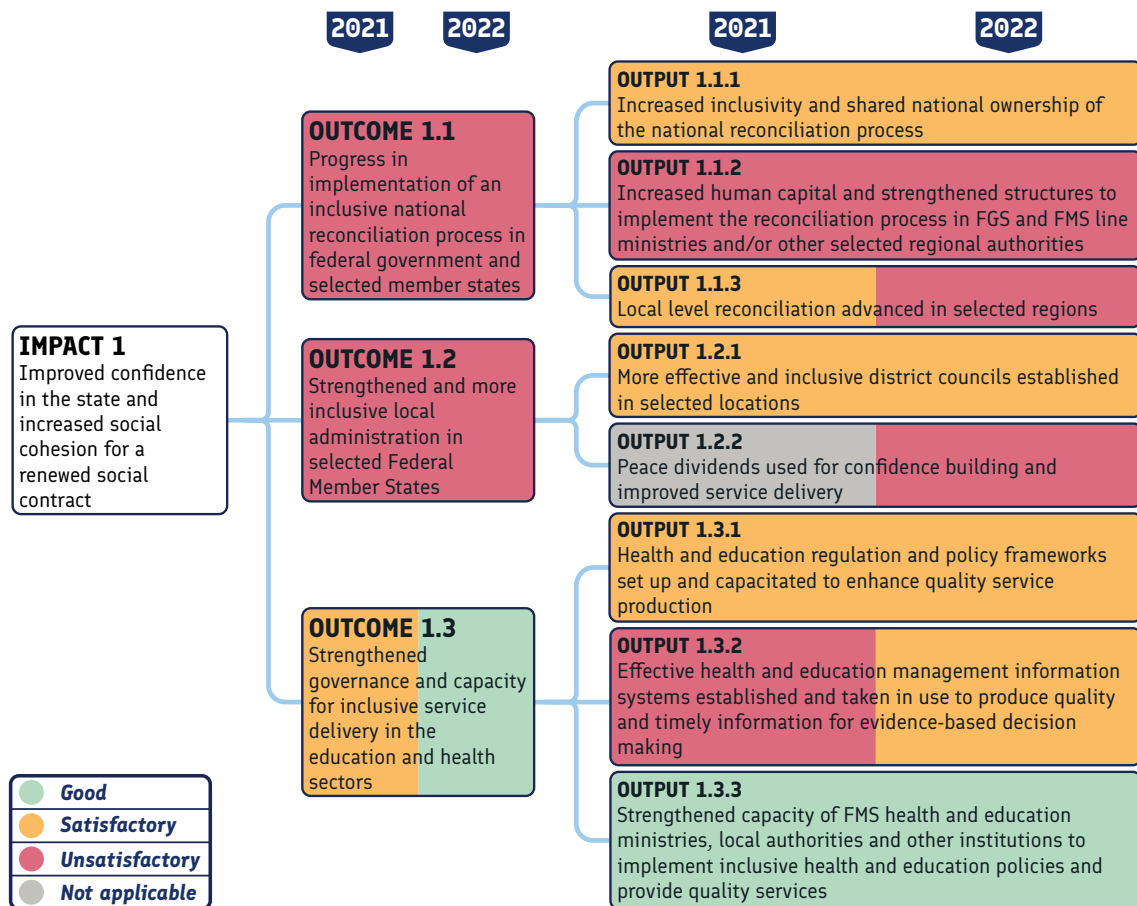 2021
2022
2021
2022
IMPACT 1
Improved confidence
in the state and
increased social
cohesion for a
renewed social
contract
OUTCOME 1.1
Progress in
implementation of an
inclusive national
reconciliation process in
federal government and
selected member states
OUTPUT 1.1.1
Increased inclusivity and shared national ownership of
the national reconciliation process
OUTPUT 1.1.2
Increased human capital and strengthened structures to
implement the reconciliation process in FGS and FMS line
ministries and/or other selected regional authorities
OUTPUT 1.1.3
Local level reconciliation advanced in selected regions
OUTCOME 1.2
Strengthened and more
inclusive local
administration in
selected Federal
Member States
OUTPUT 1.2.1
More effective and inclusive district councils established
in selected locations
OUTPUT 1.2.2
Peace dividends used for confidence building and
improved service delivery
OUTCOME 1.3
Strengthened
governance and capacity
for inclusive service
delivery in the
education and health
sectors
OUTPUT 1.3.1
Health and education regulation and policy frameworks
set up and capacitated to enhance quality service
production
OUTPUT 1.3.2
Effective health and education management information
systems established and taken in use to produce quality
and timely information for evidence-based decision
making
OUTPUT 1.3.3
Strengthened capacity of FMS health and education
ministries, local authorities and other institutions to
implement inclusive health and education policies and
provide quality services
Good
Satisfactory
Unsatisfactory
Not applicable